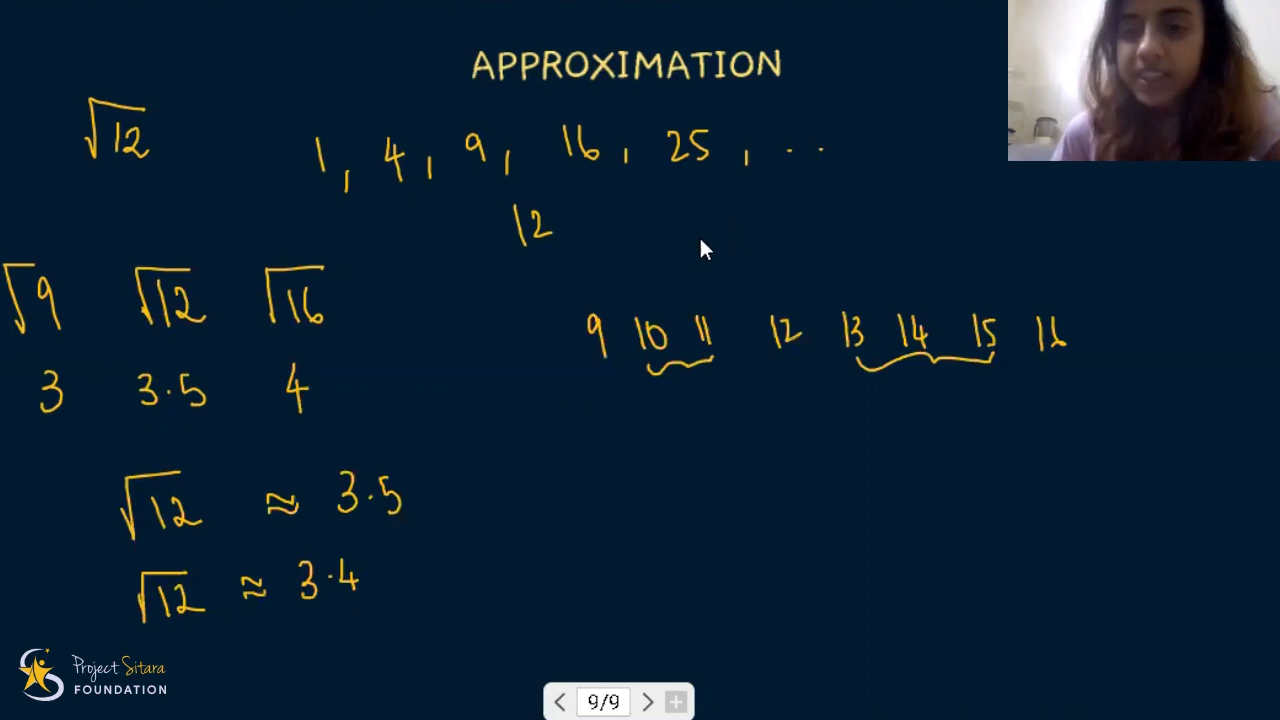 APPROXIMATION
√12
1, 4, 9, 16, 25, ..
12
√9 √12 √16
9 10 11 12 13 14 15 16
3 3.5 4
√12 ≈ 3.5
√12 ≈ 3.4
Project Sitara
FOUNDATION
9/9